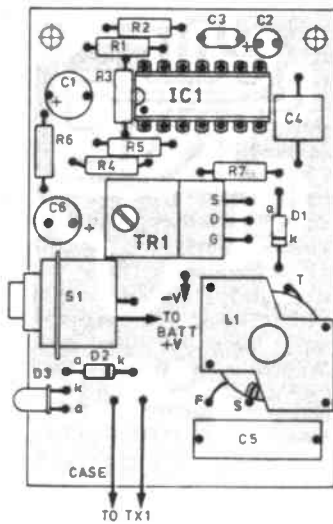 R2
C3
C2
R1
+
C1
+
R3
IC1
C4
R6
R5
R4
R7
C6
+
S
D
G
a
D1
k
TR1
S1
-V
TO
BATT
+V
T
L1
D2
a
k
D3
k
a
F
S
C5
CASE
TO
TX1